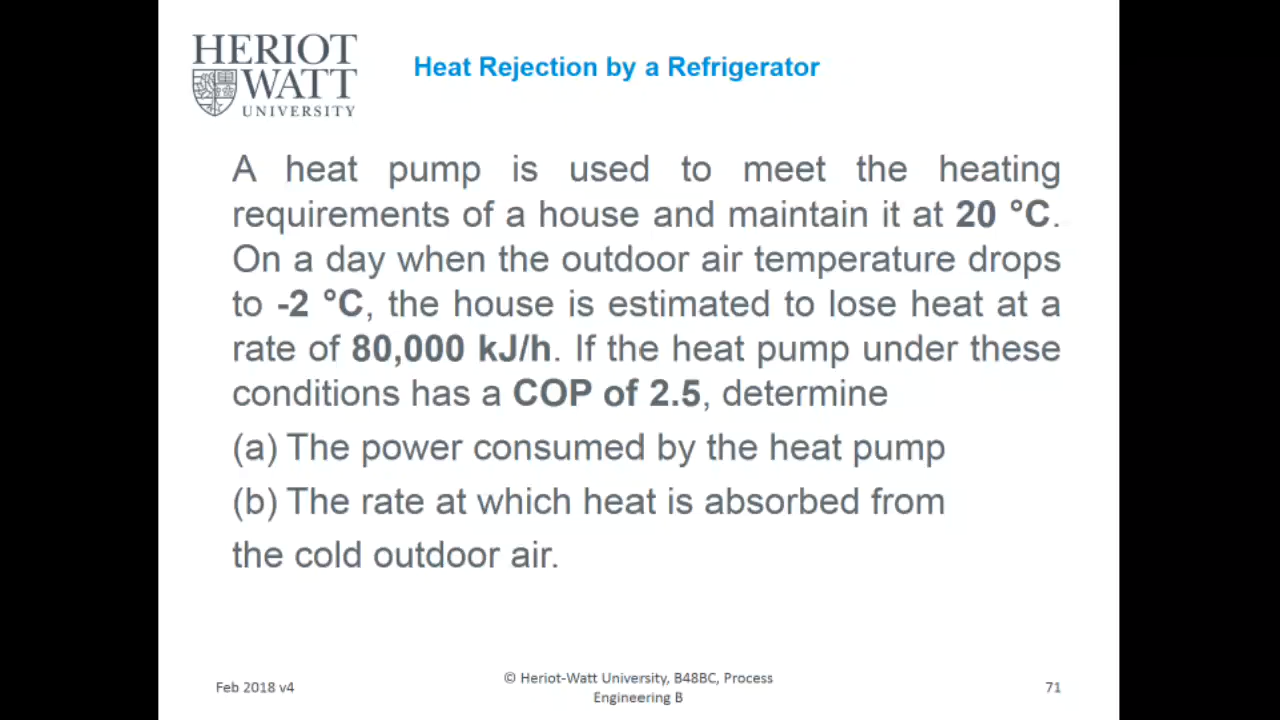 HERIOT
WATT
UNIVERSITY
Heat Rejection by a Refrigerator
A heat pump is used to meet the heating
requirements of a house and maintain it at 20 °C.
On a day when the outdoor air temperature drops
to -2 °C, the house is estimated to lose heat at a
rate of 80,000 kJ/h. If the heat pump under these
conditions has a COP of 2.5, determine
(a) The power consumed by the heat pump
(b) The rate at which heat is absorbed from
the cold outdoor air.
Feb 2018 v4
© Heriot-Watt University, B48BC, Process
Engineering B
71